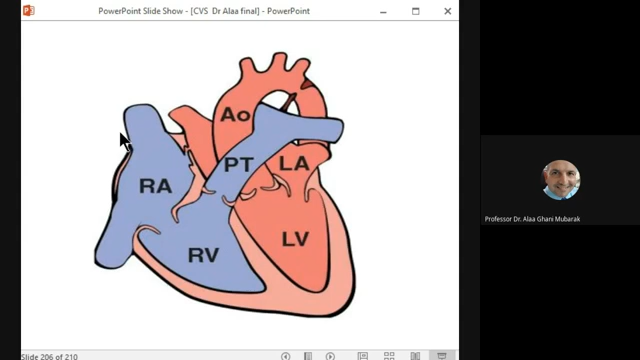 PowerPoint Slide Show - [CVS Dr Alaa final] - PowerPoint
Ao
PT
LA
RA
LV
RV
Professor Dr. Alaa Ghani Mubarak
Slide 206 of 210